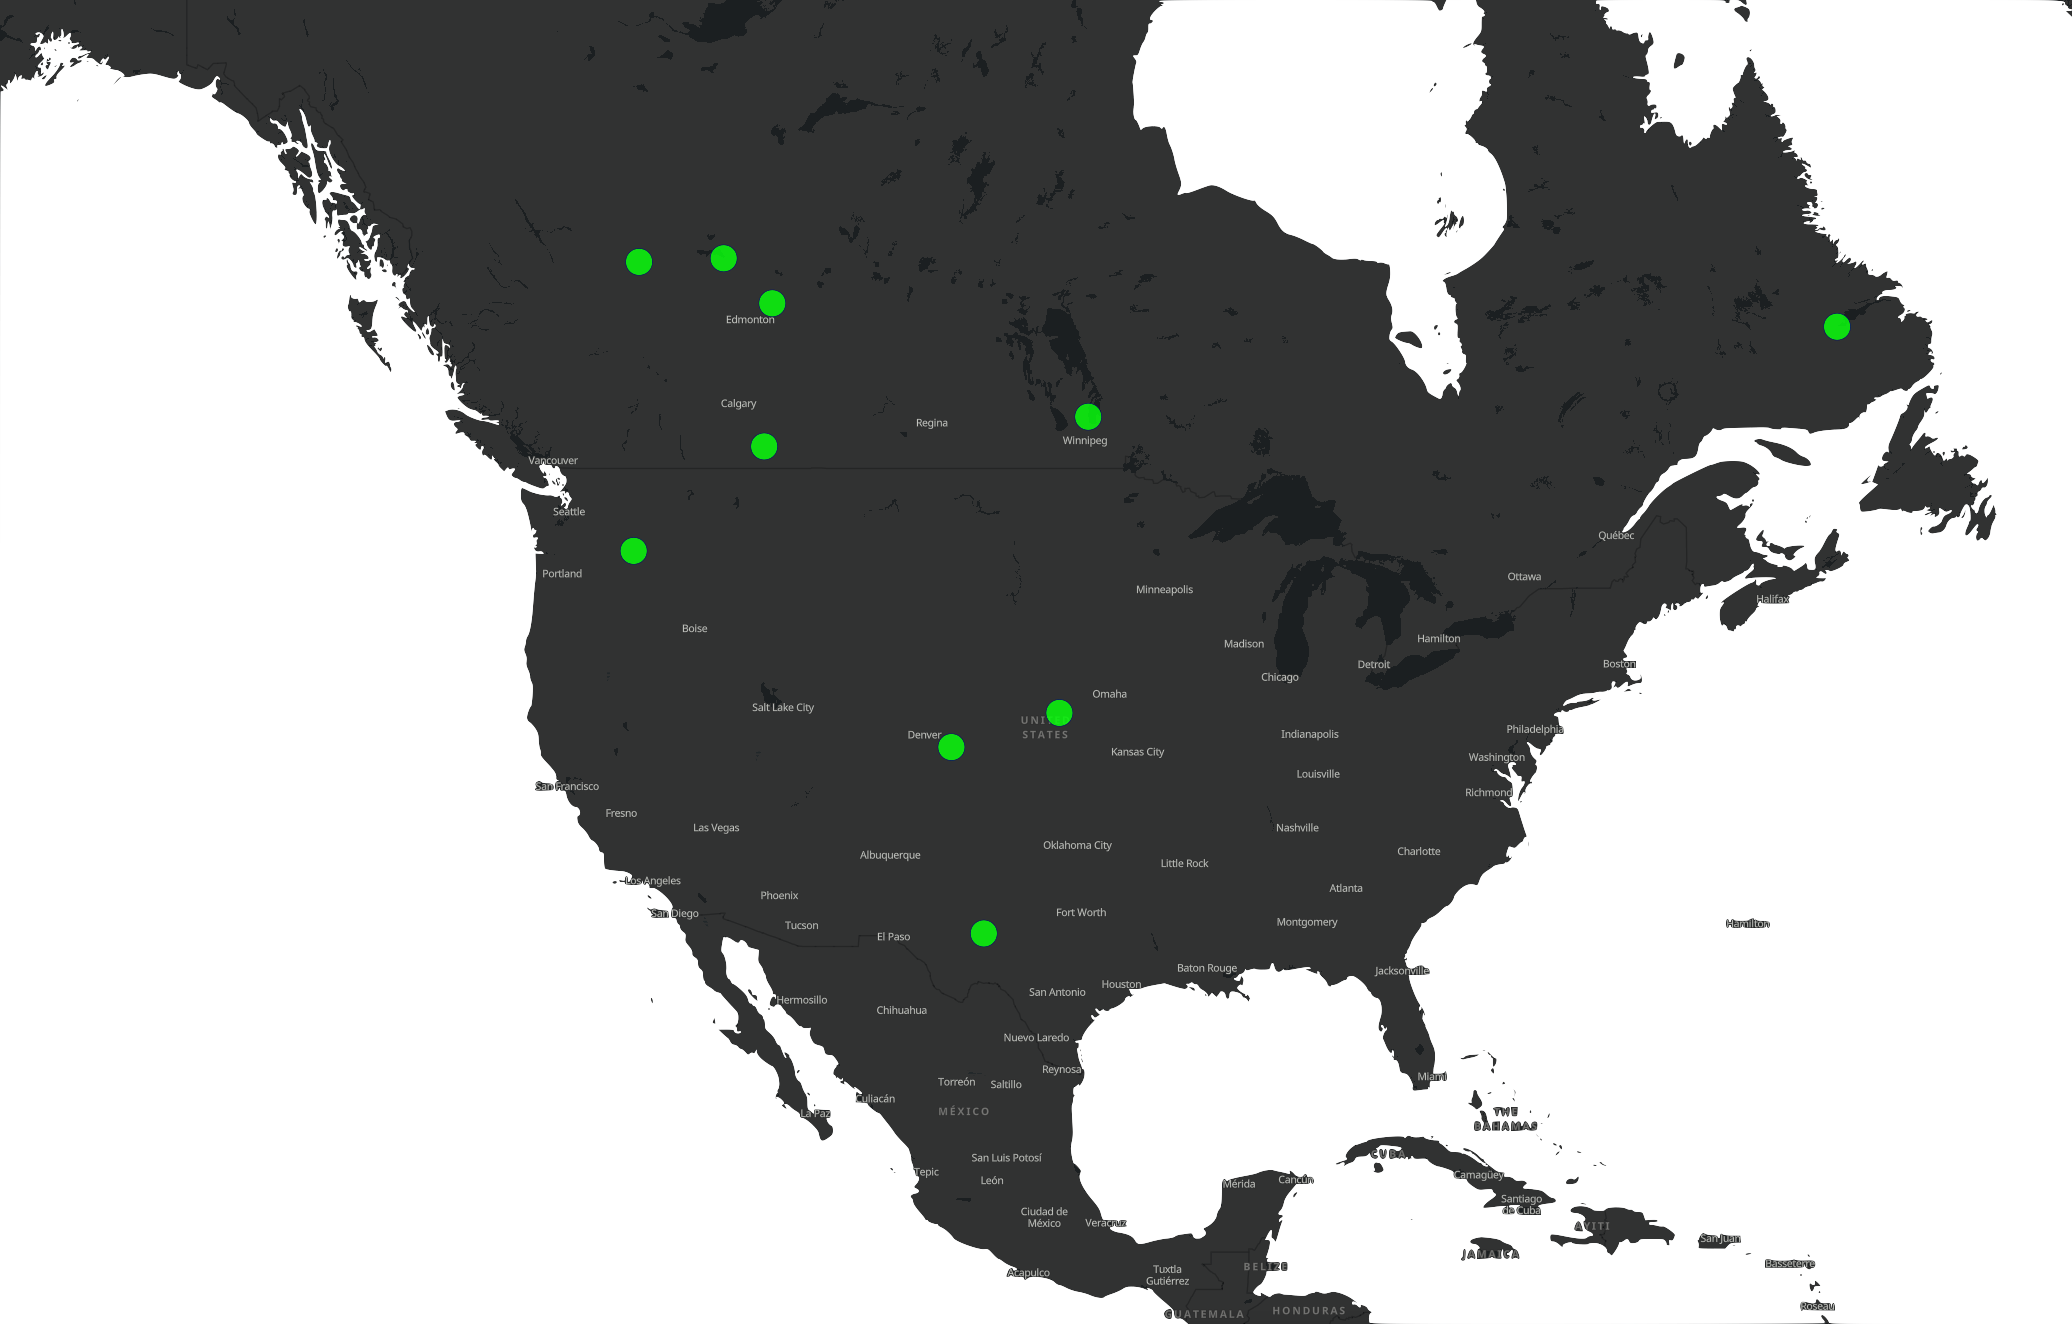 Edmonton
Calgary
Regina
Winnipeg
Vancouver
Seattle
Québec
Portland
Ottawa
Minneapolis
Halifax
Boise
Hamilton
Madison
Detroit
Boston
Chicago
Omaha
Salt Lake City
UNITE
STATES
Denver
Indianapolis
Philadelphia
Kansas City
Washington
Louisville
San Francisco
Richmond
Fresno
Las Vegas
Nashville
Oklahoma City
Charlotte
Albuquerque
Little Rock
Los Angeles
Atlanta
Phoenix
Fort Worth
San Diego
Montgomery
Hamilton
Tucson
El Paso
Baton Rouge
Jacksonville
Houston
San Antonio
Hermosillo
Chihuahua
Nuevo Laredo
Reynosa
Miami
Torreón
Saltillo
Culiacán
MÉXICO
La Paz
THE
BAHAMAS
CUBA
San Luis Potosí
Tepic
Camagüey
León
Cancún
Mérida
Santiago
de Cuba
Ciudad de
México
Veracruz
AYITI
San Juan
JAMAICA
Basseterre
BELIZE
Tuxtla
Gutiérrez
Acapulco
Roseau
HONDURAS
GUATEMALA